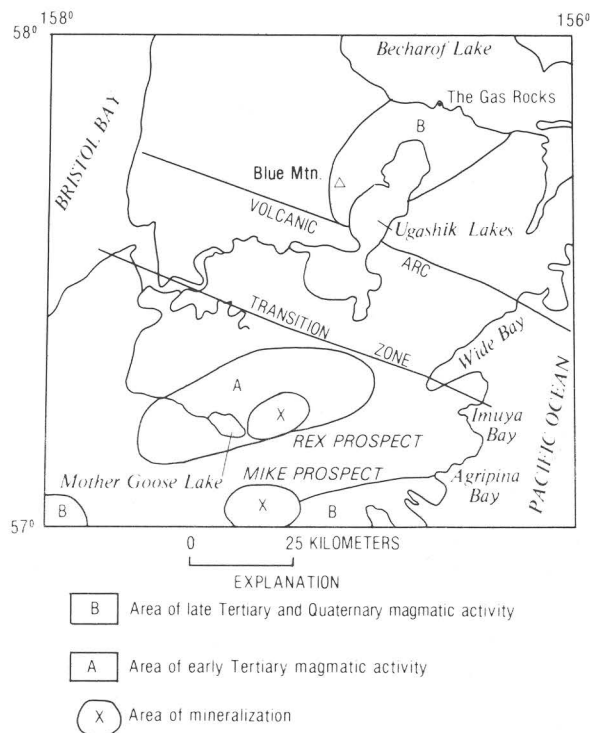 158°
156°
58°
Becharof Lake
The Gas Rocks
B
BRISTOL BAY
Blue Mtn.
VOLCANIC
Ugashik Lakes
ARC
TRANSITION
ZONE
Wide Bay
A
X
Imuya
Bay
REX PROSPECT
PACIFIC OCEAN
Mother Goose Lake
MIKE PROSPECT
Agripina
Bay
B
X
B
57°
0 25 KILOMETERS
EXPLANATION
B Area of late Tertiary and Quaternary magmatic activity
A Area of early Tertiary magmatic activity
X Area of mineralization